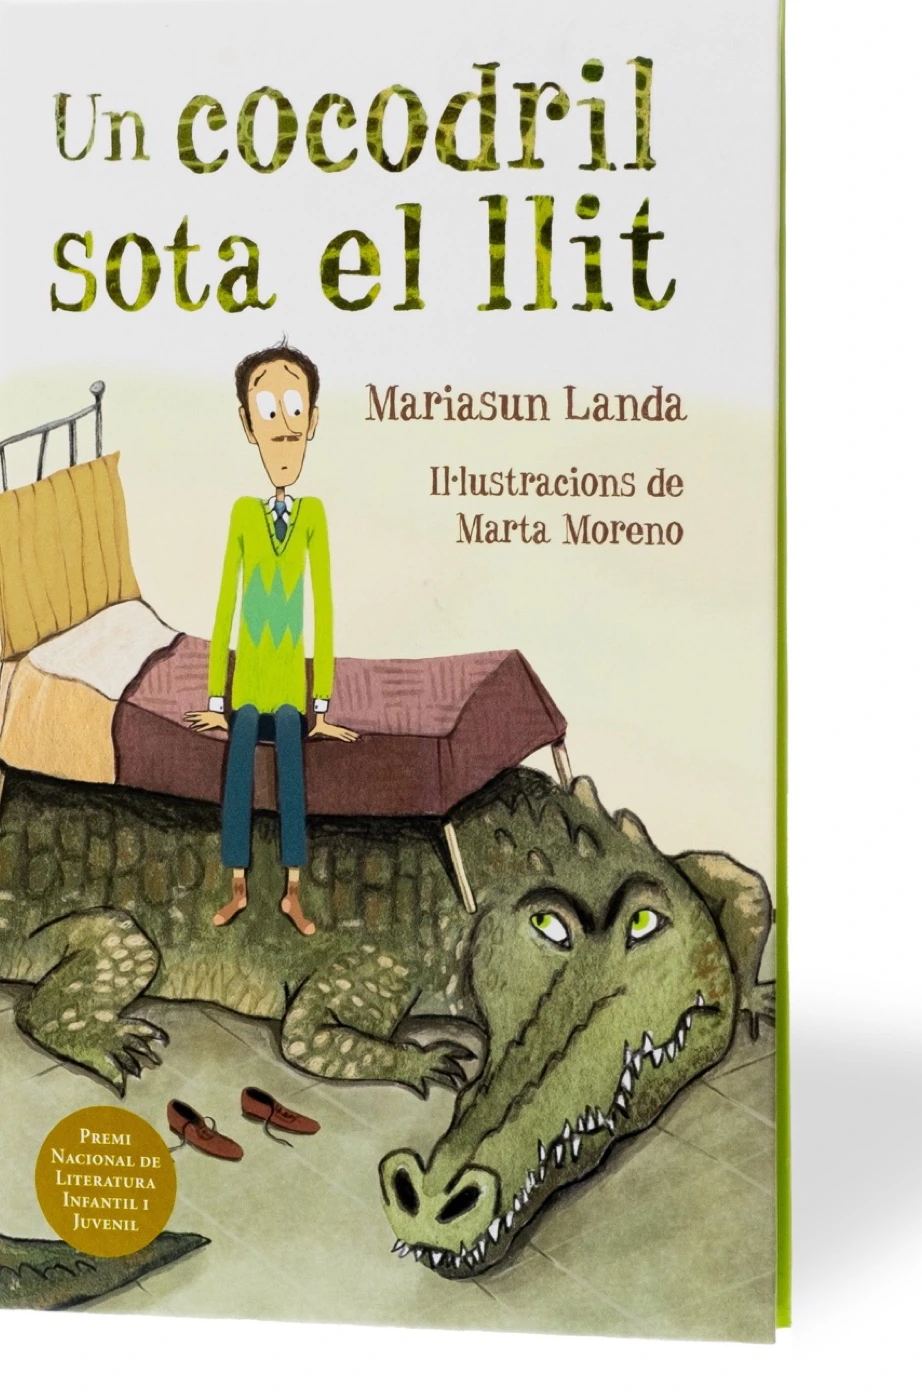 Un cocodril
sota el llit
Mariasun Landa
Il·lustracions de
Marta Moreno
PREMI
NACIONAL DE
LITERATURA
INFANTIL I
JUVENIL